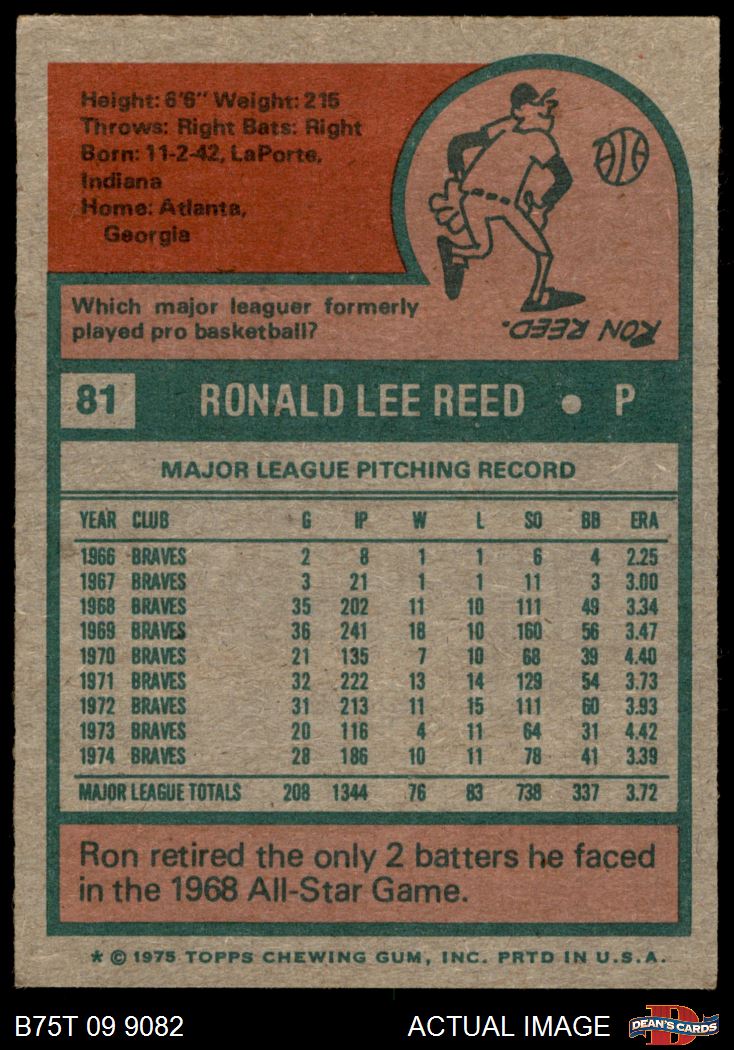 Height: 6'6" Weight: 215
Throws: Right Bats: Right
Born: 11-2-42, LaPorte,
Indiana
Home: Atlanta,
Georgia
Which major leaguer formerly
played pro basketball?
RON REED.
81 RONALD LEE REED • P
MAJOR LEAGUE PITCHING RECORD
YEAR CLUB G IP W L SO BB ERA
1966 BRAVES 2 8 1 1 6 4 2.25
1967 BRAVES 3 21 1 1 11 3 3.00
1968 BRAVES 35 202 11 10 111 49 3.34
1969 BRAVES 36 241 18 10 160 56 3.47
1970 BRAVES 21 135 7 10 68 39 4.40
1971 BRAVES 32 222 13 14 129 54 3.73
1972 BRAVES 31 213 11 15 111 60 3.93
1973 BRAVES 20 116 4 11 64 31 4.42
1974 BRAVES 28 186 10 11 78 41 3.39
MAJOR LEAGUE TOTALS 208 1344 76 83 738 337 3.72
Ron retired the only 2 batters he faced
in the 1968 All-Star Game.
* © 1975 TOPPS CHEWING GUM, INC. PRTD IN U.S.A.
B75T 09 9082 ACTUAL IMAGE D DEAN'S CARDS